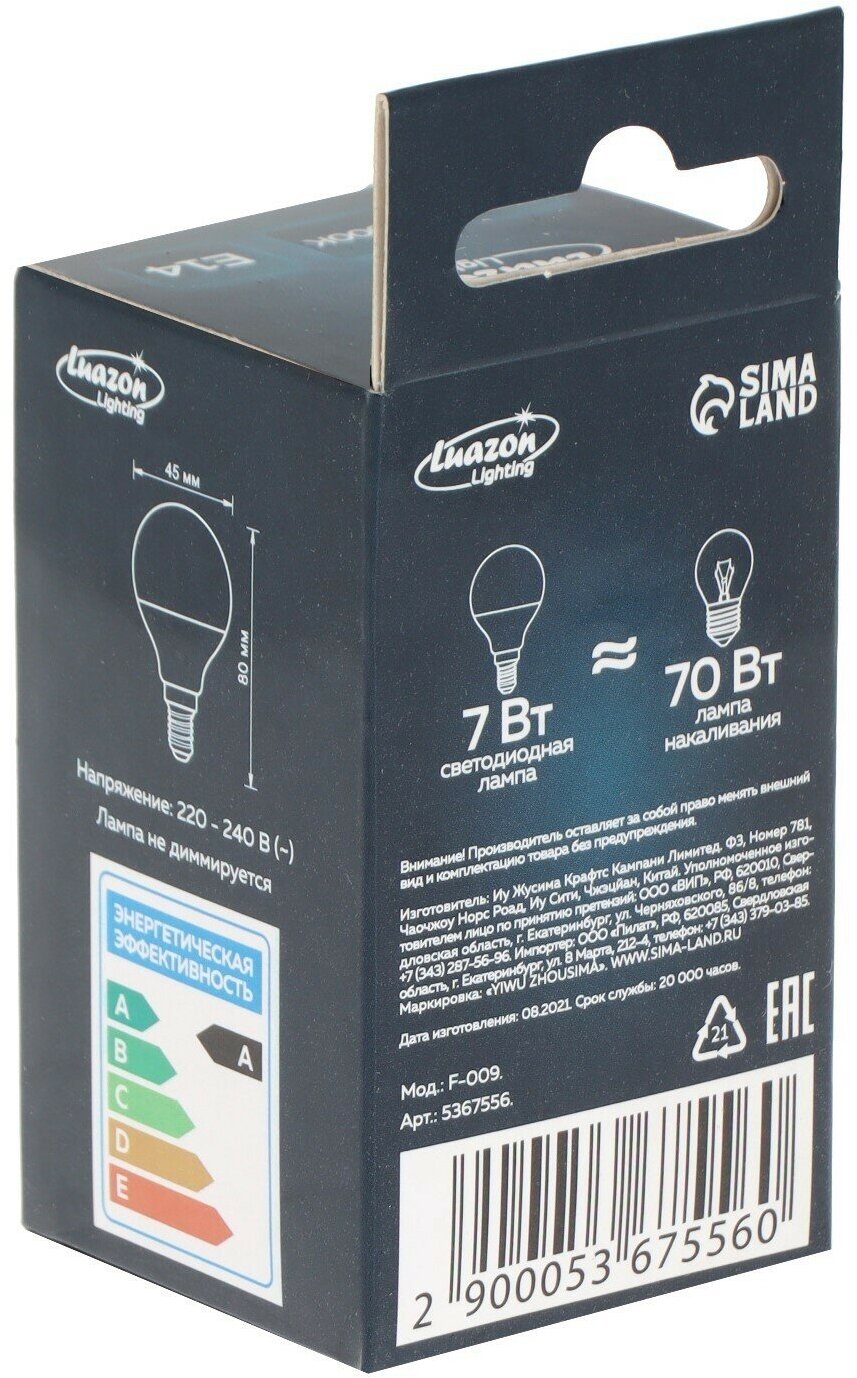 E14
Luazon
Lighting
45 мм
80 мм
Напряжение: 220 - 240 В (~)
Лампа не диммируется
ЭНЕРГЕТИЧЕСКАЯ
ЭФФЕКТИВНОСТЬ
A
A
B
C
D
E
Luazon
Lighting
SIMA
LAND
≈
7 Вт
светодиодная
лампа
70 Вт
лампа
накаливания
Внимание! Производитель оставляет за собой право менять внешний
вид и комплектацию товара без предупреждения.
Изготовитель: Иу Жусима Крафтс Кампани Лимитед. ФЗ, Номер 781,
Чаочжоу Норс Роад, Иу Сити, Чжэцйан, Китай. Уполномоченное изго-
товителем лицо по принятию претензий: ООО «ВИП», РФ, 620010, Сверд-
ловская область, г. Екатеринбург, ул. Черняховского, 86/8, телефон:
+7 (343) 287-56-96. Импортер: ООО «Пилат», РФ, 620085, Свердловская
область, г. Екатеринбург, ул. 8 Марта, 212-4, телефон: +7 (343) 379-03-85.
Маркировка: «YIWU ZHOUSIMA». WWW.SIMA-LAND.RU
Дата изготовления: 08.2021. Срок службы: 20 000 часов.
21
EAC
Мод.: F-009.
Арт.: 5367556.
2 900053 675560